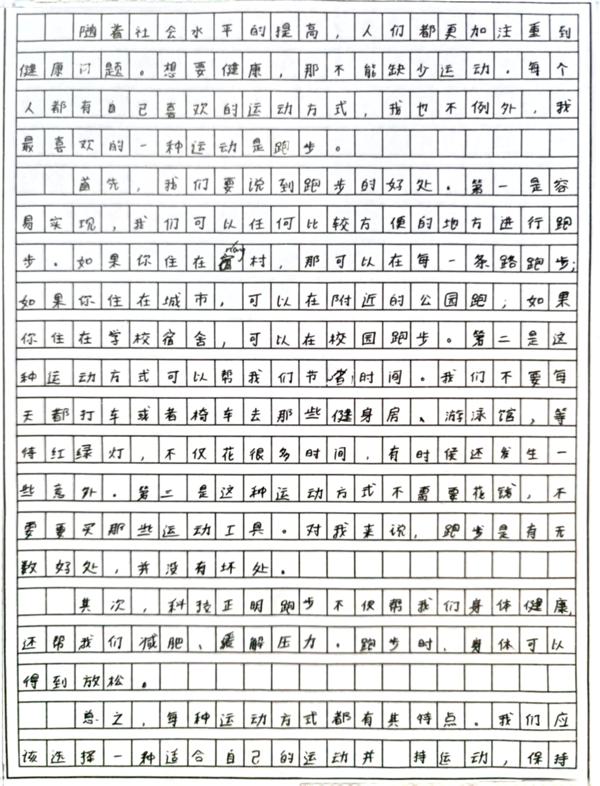 随着社会水平的提高，人们都更加注重到
健康问题。想要健康，那不能缺少运动。每个
人都有自己喜欢的运动方式，我也不例外，我
最喜欢的一种运动是跑步。
首先，我们要说到跑步的好处。第一是容
易实现，我们可以任何比较方便的地方进行跑
步。如果你住在nóng村，那可以在每一条路跑步；
如果你住在城市，可以在附近的公园跑；如果
你住在学校宿舍，可以在校园跑步。第二是这
种运动方式可以帮我们节省时间。我们不要每
天都打车或者椅车去那些健身房、游泳馆，等
待红绿灯，不仅花很多时间，有时侯还发生一
些意外。第二是这种运动方式不需要花钱，不
要更买那些运动工具。对我来说，跑步是有无
数好处，并没有坏处。
其次，科技正明跑步不仅帮我们身体健康，
还帮我们减肥、缓解压力。跑步时，身体可以
得到放松。
总之，每种运动方式都有其特点。我们应
该选择一种适合自己的运动并 持运动，保持